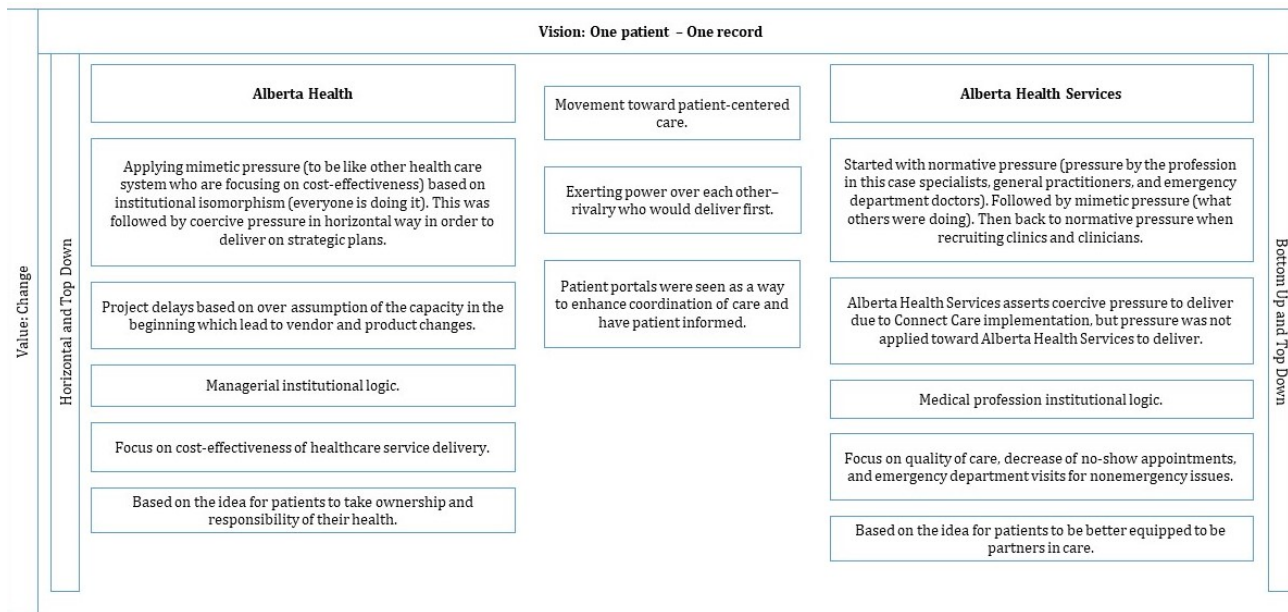 Vision: One patient – One record
Value: Change
Horizontal and Top Down
Alberta Health
Applying mimetic pressure (to be like other health care
system who are focusing on cost-effectiveness) based on
institutional isomorphism (everyone is doing it). This was
followed by coercive pressure in horizontal way in order to
deliver on strategic plans.
Project delays based on over assumption of the capacity in the
beginning which lead to vendor and product changes.
Managerial institutional logic.
Focus on cost-effectiveness of healthcare service delivery.
Based on the idea for patients to take ownership and
responsibility of their health.
Movement toward patient-centered
care.
Exerting power over each other–
rivalry who would deliver first.
Patient portals were seen as a way
to enhance coordination of care and
have patient informed.
Alberta Health Services
Started with normative pressure (pressure by the profession
in this case specialists, general practitioners, and emergency
department doctors). Followed by mimetic pressure (what
others were doing). Then back to normative pressure when
recruiting clinics and clinicians.
Alberta Health Services asserts coercive pressure to deliver
due to Connect Care implementation, but pressure was not
applied toward Alberta Health Services to deliver.
Medical profession institutional logic.
Focus on quality of care, decrease of no-show appointments,
and emergency department visits for nonemergency issues.
Based on the idea for patients to be better equipped to be
partners in care.
Bottom Up and Top Down